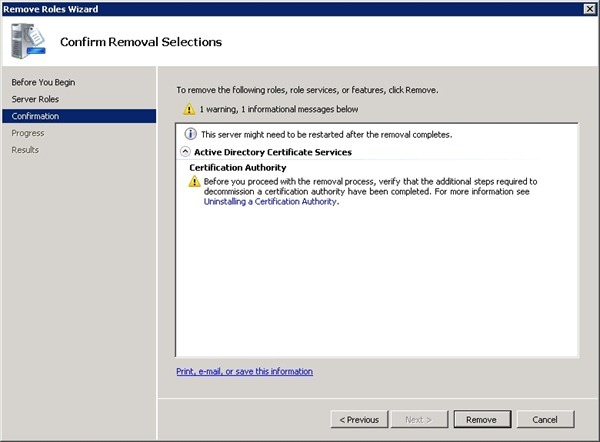 Remove Roles Wizard
Confirm Removal Selections
Before You Begin
Server Roles
Confirmation
Progress
Results
To remove the following roles, role services, or features, click Remove.
1 warning, 1 informational messages below
This server might need to be restarted after the removal completes.
Active Directory Certificate Services
Certification Authority
Before you proceed with the removal process, verify that the additional steps required to
decommission a certification authority have been completed. For more information see
Uninstalling a Certification Authority.
Print, e-mail, or save this information
< Previous
Next >
Remove
Cancel